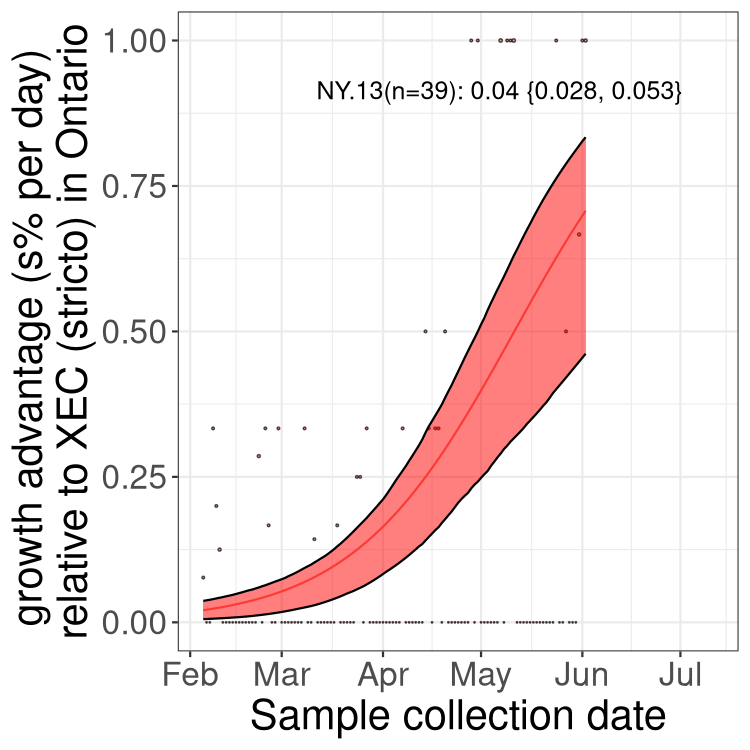 growth advantage (s% per day)
relative to XEC (stricto) in Ontario
1.00
0.75
0.50
0.25
0.00
NY.13(n=39): 0.04 {0.028, 0.053}
Feb Mar Apr May Jun Jul
Sample collection date